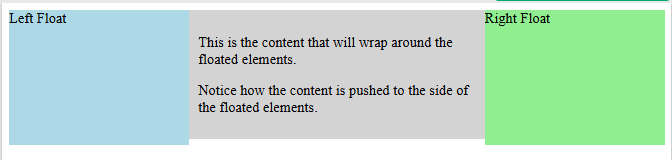 Left Float
This is the content that will wrap around the
floated elements.
Notice how the content is pushed to the side of
the floated elements.
Right Float